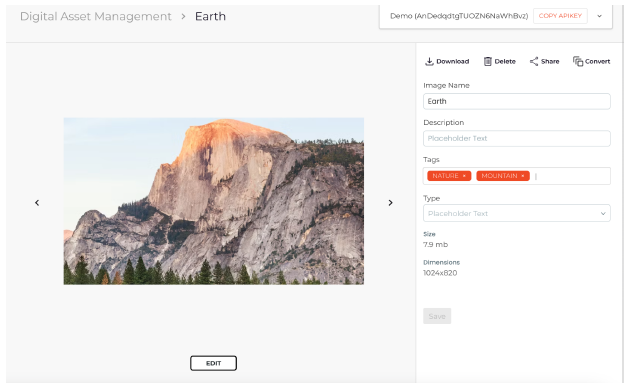 Digital Asset Management > Earth
Demo (AnDedqdtgTUOZN6NaWhBvz) COPY APIKEY
Download Delete Share Convert
Image Name
Earth
Description
Placeholder Text
Tags
NATURE × MOUNTAIN ×
Type
Placeholder Text
Size
7.9 mb
Dimensions
1024x820
Save
EDIT